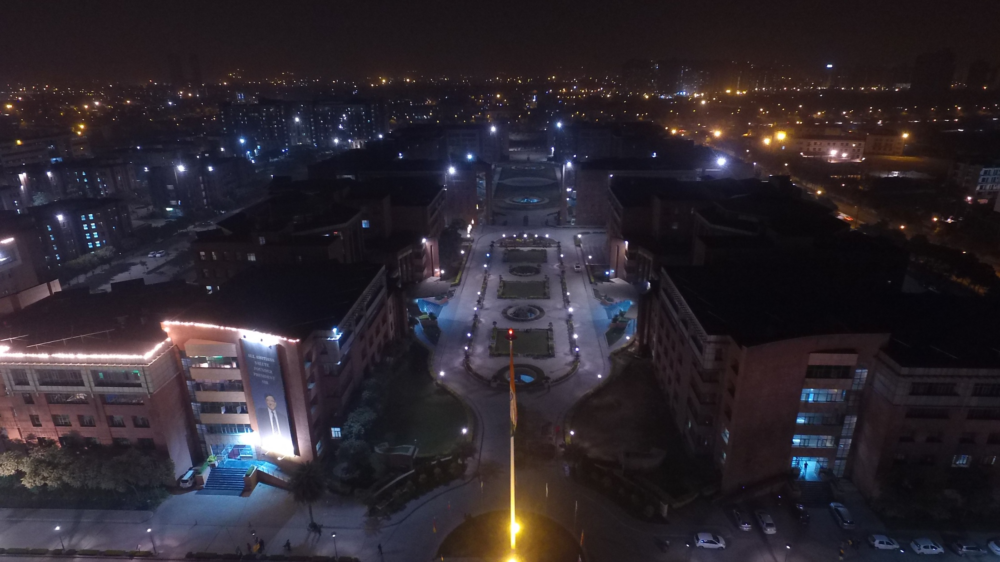 ALL AMITIANS
SALUTE
FOUNDER
PRESIDENT
SIR